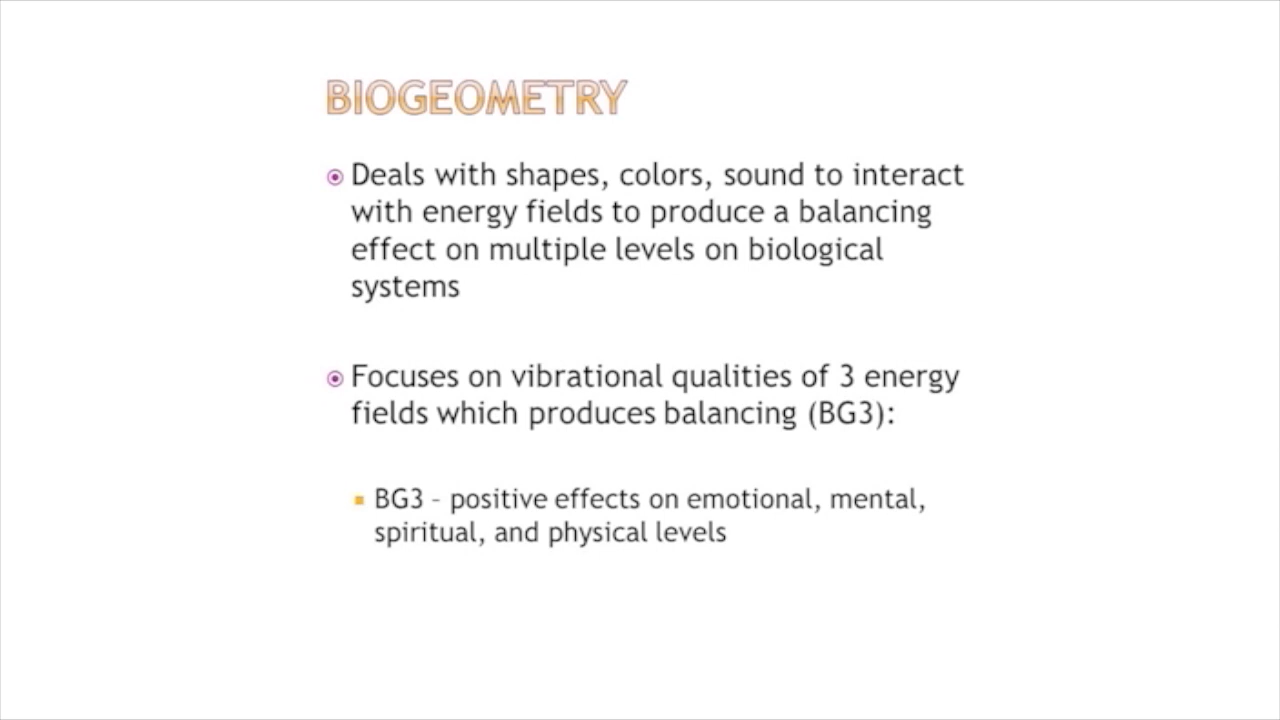 BIOGEOMETRY
Deals with shapes, colors, sound to interact
with energy fields to produce a balancing
effect on multiple levels on biological
systems
Focuses on vibrational qualities of 3 energy
fields which produces balancing (BG3):
BG3 – positive effects on emotional, mental,
spiritual, and physical levels